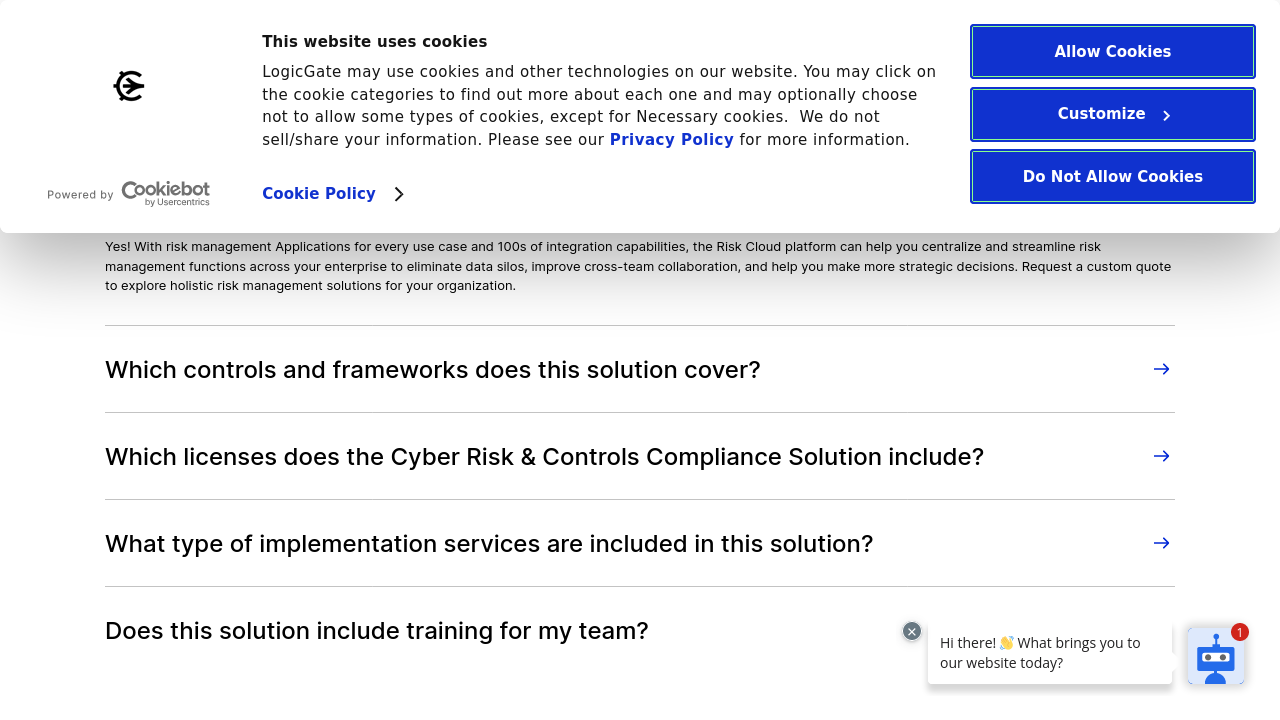 This website uses cookies
LogicGate may use cookies and other technologies on our website. You may click on
the cookie categories to find out more about each one and may optionally choose
not to allow some types of cookies, except for Necessary cookies.  We do not
sell/share your information. Please see our Privacy Policy for more information.
Cookie Policy
Powered by Cookiebot
by Usercentrics
Allow Cookies
Customize
Do Not Allow Cookies
Yes! With risk management Applications for every use case and 100s of integration capabilities, the Risk Cloud platform can help you centralize and streamline risk
management functions across your enterprise to eliminate data silos, improve cross-team collaboration, and help you make more strategic decisions. Request a custom quote
to explore holistic risk management solutions for your organization.
Which controls and frameworks does this solution cover?
Which licenses does the Cyber Risk & Controls Compliance Solution include?
What type of implementation services are included in this solution?
Does this solution include training for my team?
Hi there! 👋 What brings you to
our website today?
1